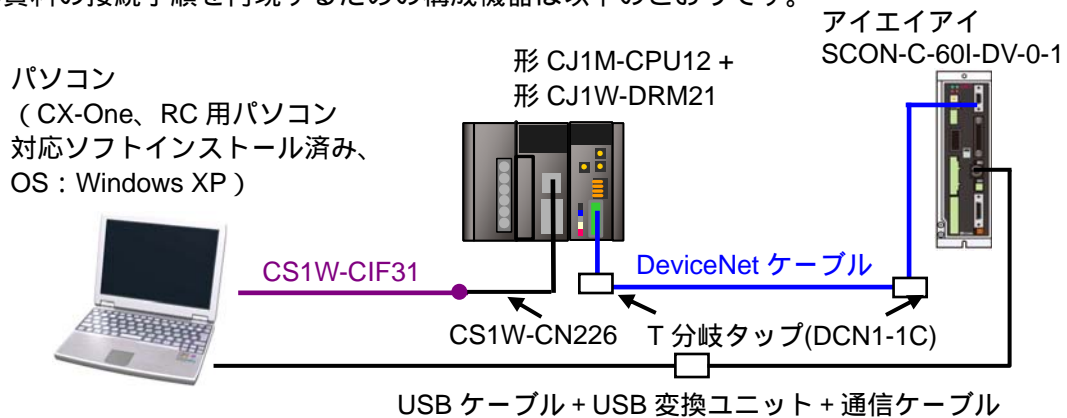 資料の接続手順を再現するための構成機器は以下のとおりです。
アイエイアイ
SCON-C-60I-DV-0-1
形 CJ1M-CPU12 +
形 CJ1W-DRM21
パソコン
（CX-One、RC 用パソコン
対応ソフトインストール済み、
OS：Windows XP）
CS1W-CIF31
DeviceNet ケーブル
CS1W-CN226
T 分岐タップ(DCN1-1C)
USB ケーブル + USB 変換ユニット + 通信ケーブル